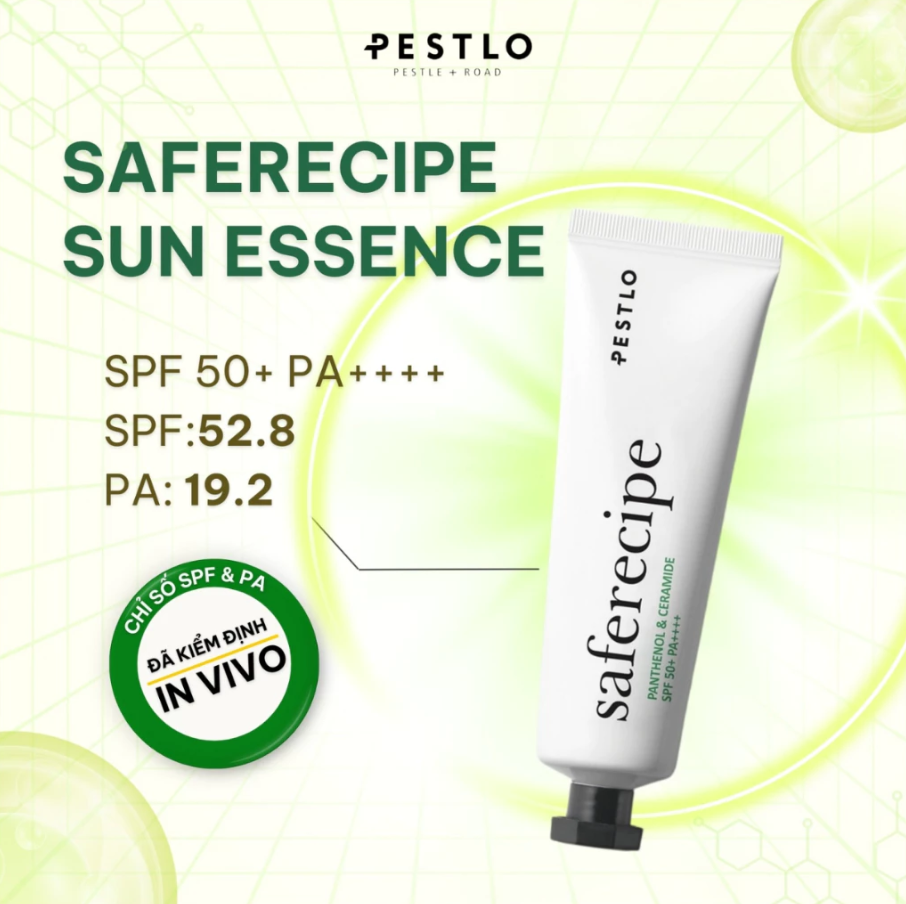 PESTLO
PESTLE + ROAD
SAFERECIPE
SUN ESSENCE
SPF 50+ PA++++
SPF:52.8
PA: 19.2
CHỈ SỐ SPF & PA
ĐÃ KIỂM ĐỊNH
IN VIVO
PESTLO
saferecipe
PANTHENOL & CERAMIDE
SPF 50+ PA++++